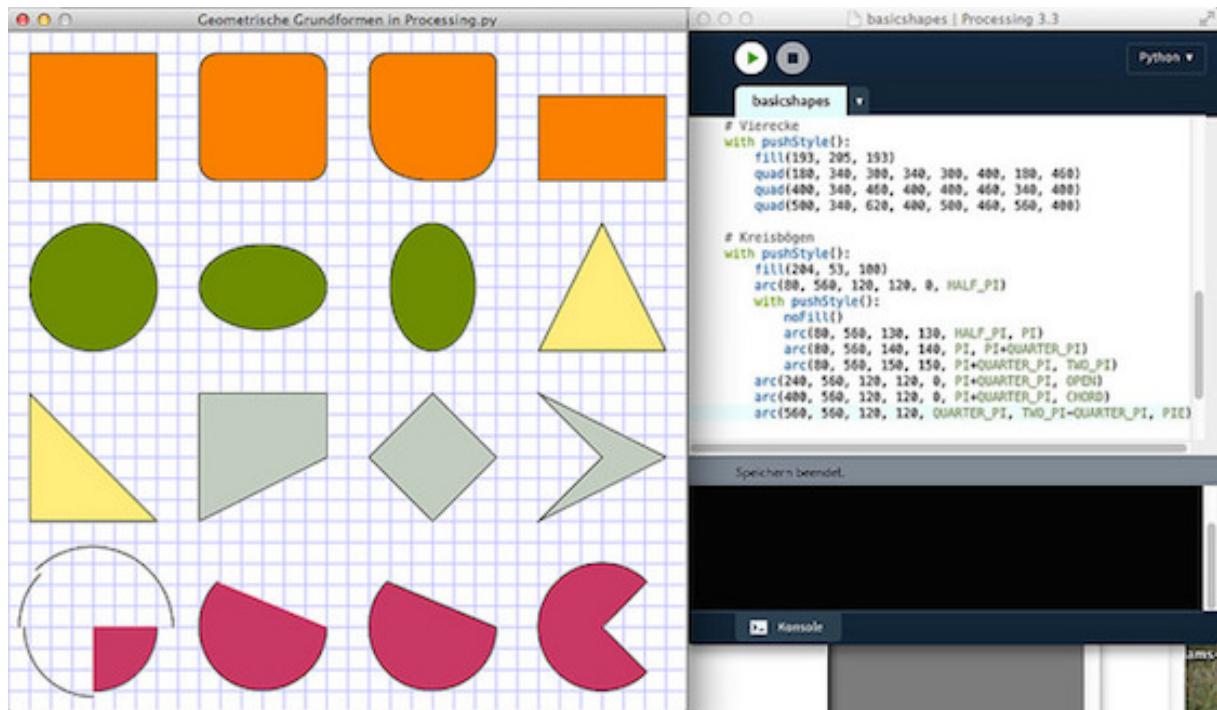 Geometrische Grundformen in Processing.py
basicshapes | Processing 3.3
Python ▾
basicshapes ▾
# Vierecke
with pushStyle():
    fill(193, 205, 193)
    quad(180, 340, 300, 340, 300, 400, 180, 460)
    quad(400, 340, 460, 400, 400, 460, 340, 400)
    quad(500, 340, 620, 400, 500, 460, 560, 400)
# Kreisbögen
with pushStyle():
    fill(204, 53, 100)
    arc(80, 560, 120, 120, 0, HALF_PI)
    with pushStyle():
        noFill()
        arc(80, 560, 130, 130, HALF_PI, PI)
        arc(80, 560, 140, 140, PI, PI+QUARTER_PI)
        arc(80, 560, 150, 150, PI+QUARTER_PI, TWO_PI)
    arc(240, 560, 120, 120, 0, PI+QUARTER_PI, OPEN)
    arc(400, 560, 120, 120, 0, PI+QUARTER_PI, CHORD)
    arc(560, 560, 120, 120, QUARTER_PI, TWO_PI-QUARTER_PI, PIE)
Speichern beendet.
Konsole
ams